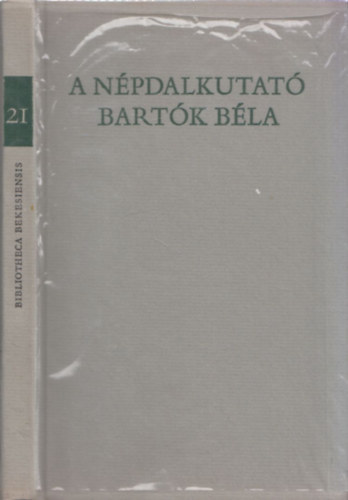 A NÉPDALKUTATÓ
BARTÓK BÉLA
21
BIBLIOTHECA BEKESIENSIS